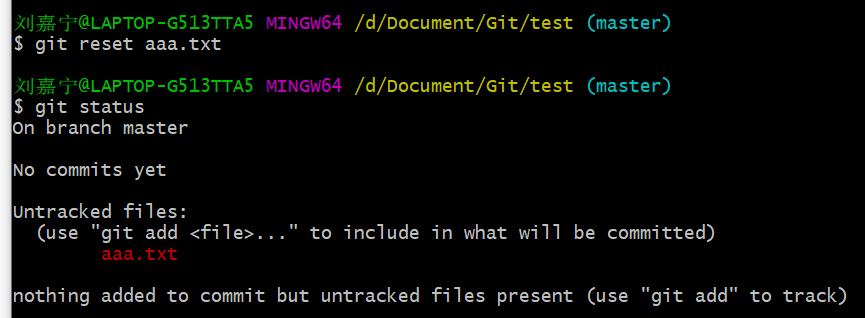 刘嘉宁@LAPTOP-G513TTA5 MINGW64 /d/Document/Git/test (master)
$ git reset aaa.txt
刘嘉宁@LAPTOP-G513TTA5 MINGW64 /d/Document/Git/test (master)
$ git status
On branch master
No commits yet
Untracked files:
  (use "git add <file>..." to include in what will be committed)
        aaa.txt
nothing added to commit but untracked files present (use "git add" to track)